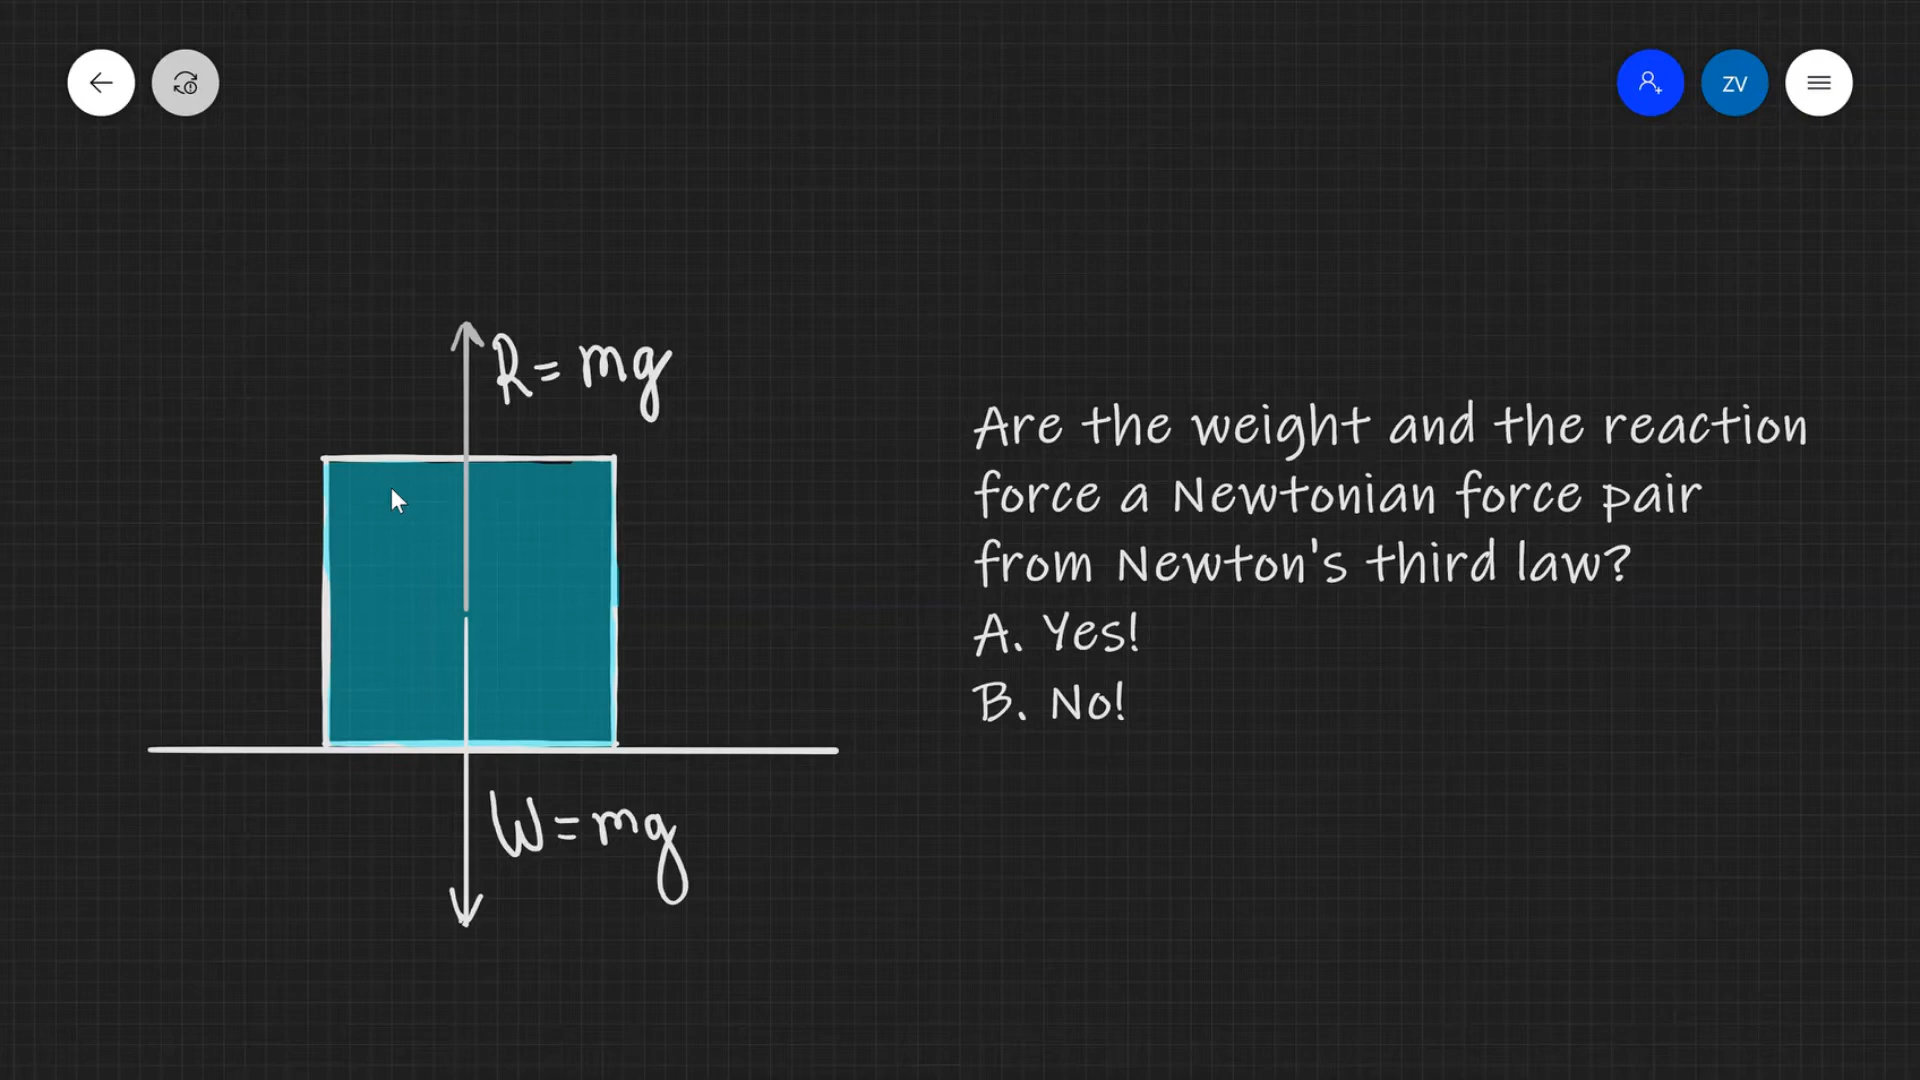 ZV
R = mg
Are the weight and the reaction
force a Newtonian force pair
from Newton's third law?
A. Yes!
B. No!
W = mg